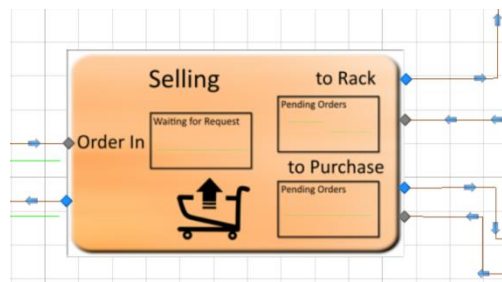 Selling
to Rack
Pending Orders
Waiting for Request
Order In
to Purchase
Pending Orders